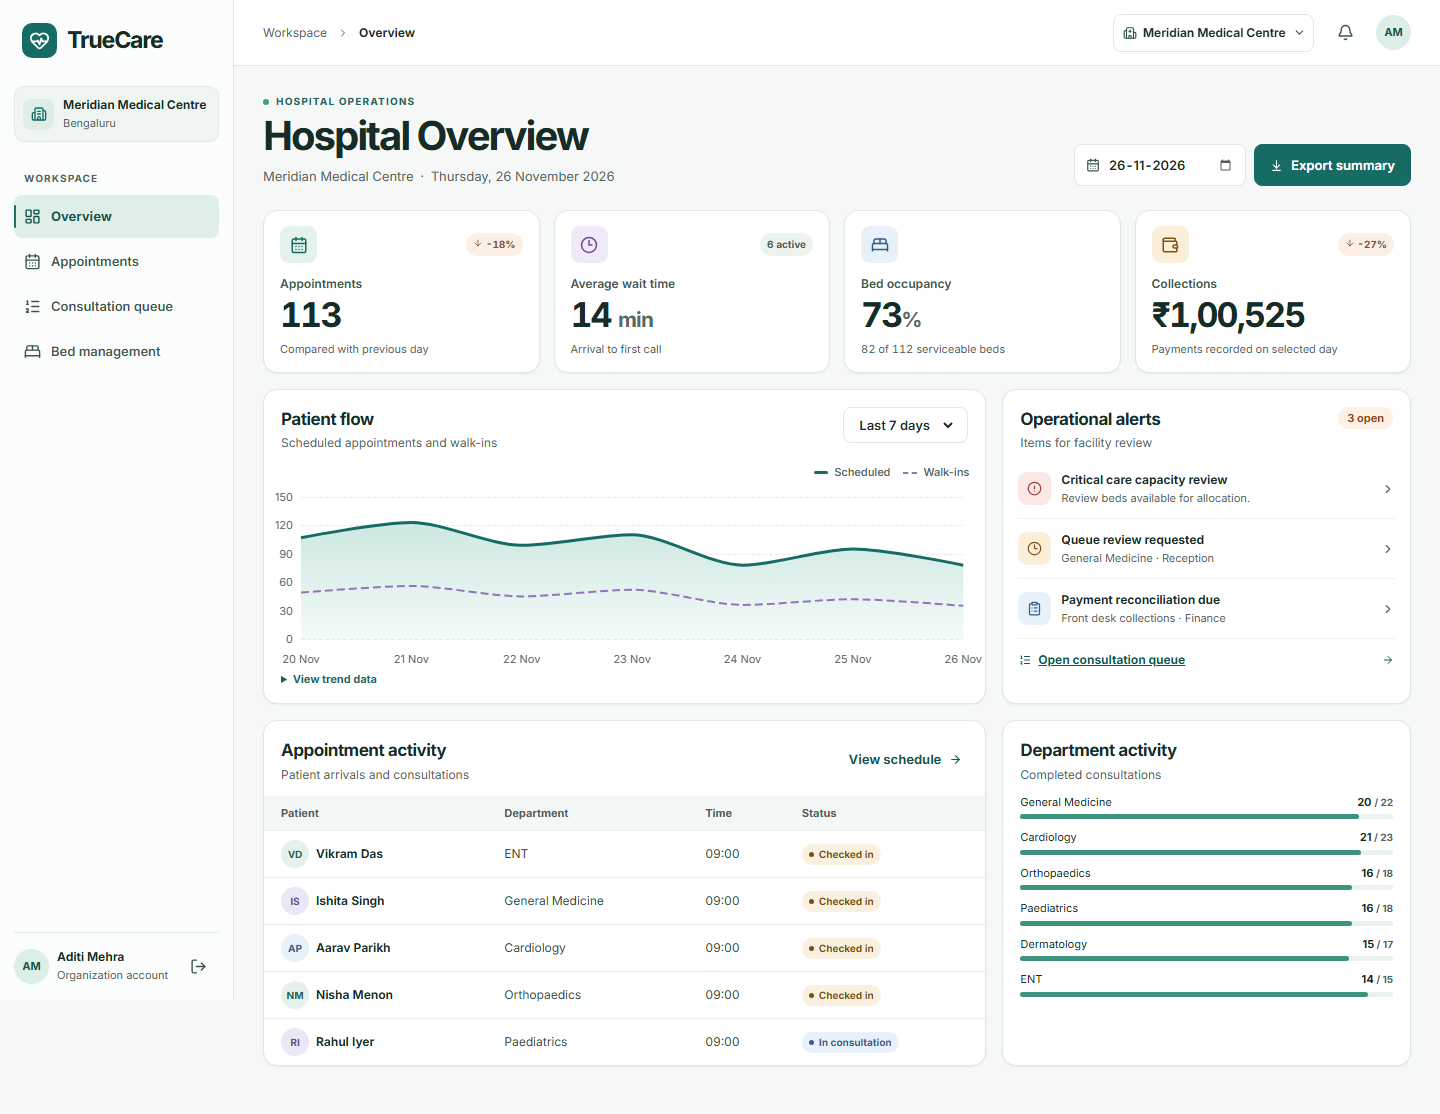 TrueCare
Workspace > Overview
Meridian Medical Centre
AM
Meridian Medical Centre
Bengaluru
WORKSPACE
Overview
Appointments
Consultation queue
Bed management
Aditi Mehra
Organization account
AM
HOSPITAL OPERATIONS
Hospital Overview
Meridian Medical Centre · Thursday, 26 November 2026
26-11-2026
Export summary
-18%
Appointments
113
Compared with previous day
6 active
Average wait time
14 min
Arrival to first call
Bed occupancy
73%
82 of 112 serviceable beds
-27%
Collections
₹1,00,525
Payments recorded on selected day
Patient flow
Scheduled appointments and walk-ins
Last 7 days
Scheduled Walk-ins
150
120
90
60
30
0
20 Nov 21 Nov 22 Nov 23 Nov 24 Nov 25 Nov 26 Nov
View trend data
Operational alerts
3 open
Items for facility review
Critical care capacity review
Review beds available for allocation.
Queue review requested
General Medicine · Reception
Payment reconciliation due
Front desk collections · Finance
Open consultation queue
Appointment activity
Patient arrivals and consultations
View schedule
Patient Department Time Status
VD Vikram Das ENT 09:00 Checked in
IS Ishita Singh General Medicine 09:00 Checked in
AP Aarav Parikh Cardiology 09:00 Checked in
NM Nisha Menon Orthopaedics 09:00 Checked in
RI Rahul Iyer Paediatrics 09:00 In consultation
Department activity
Completed consultations
General Medicine 20 / 22
Cardiology 21 / 23
Orthopaedics 16 / 18
Paediatrics 16 / 18
Dermatology 15 / 17
ENT 14 / 15